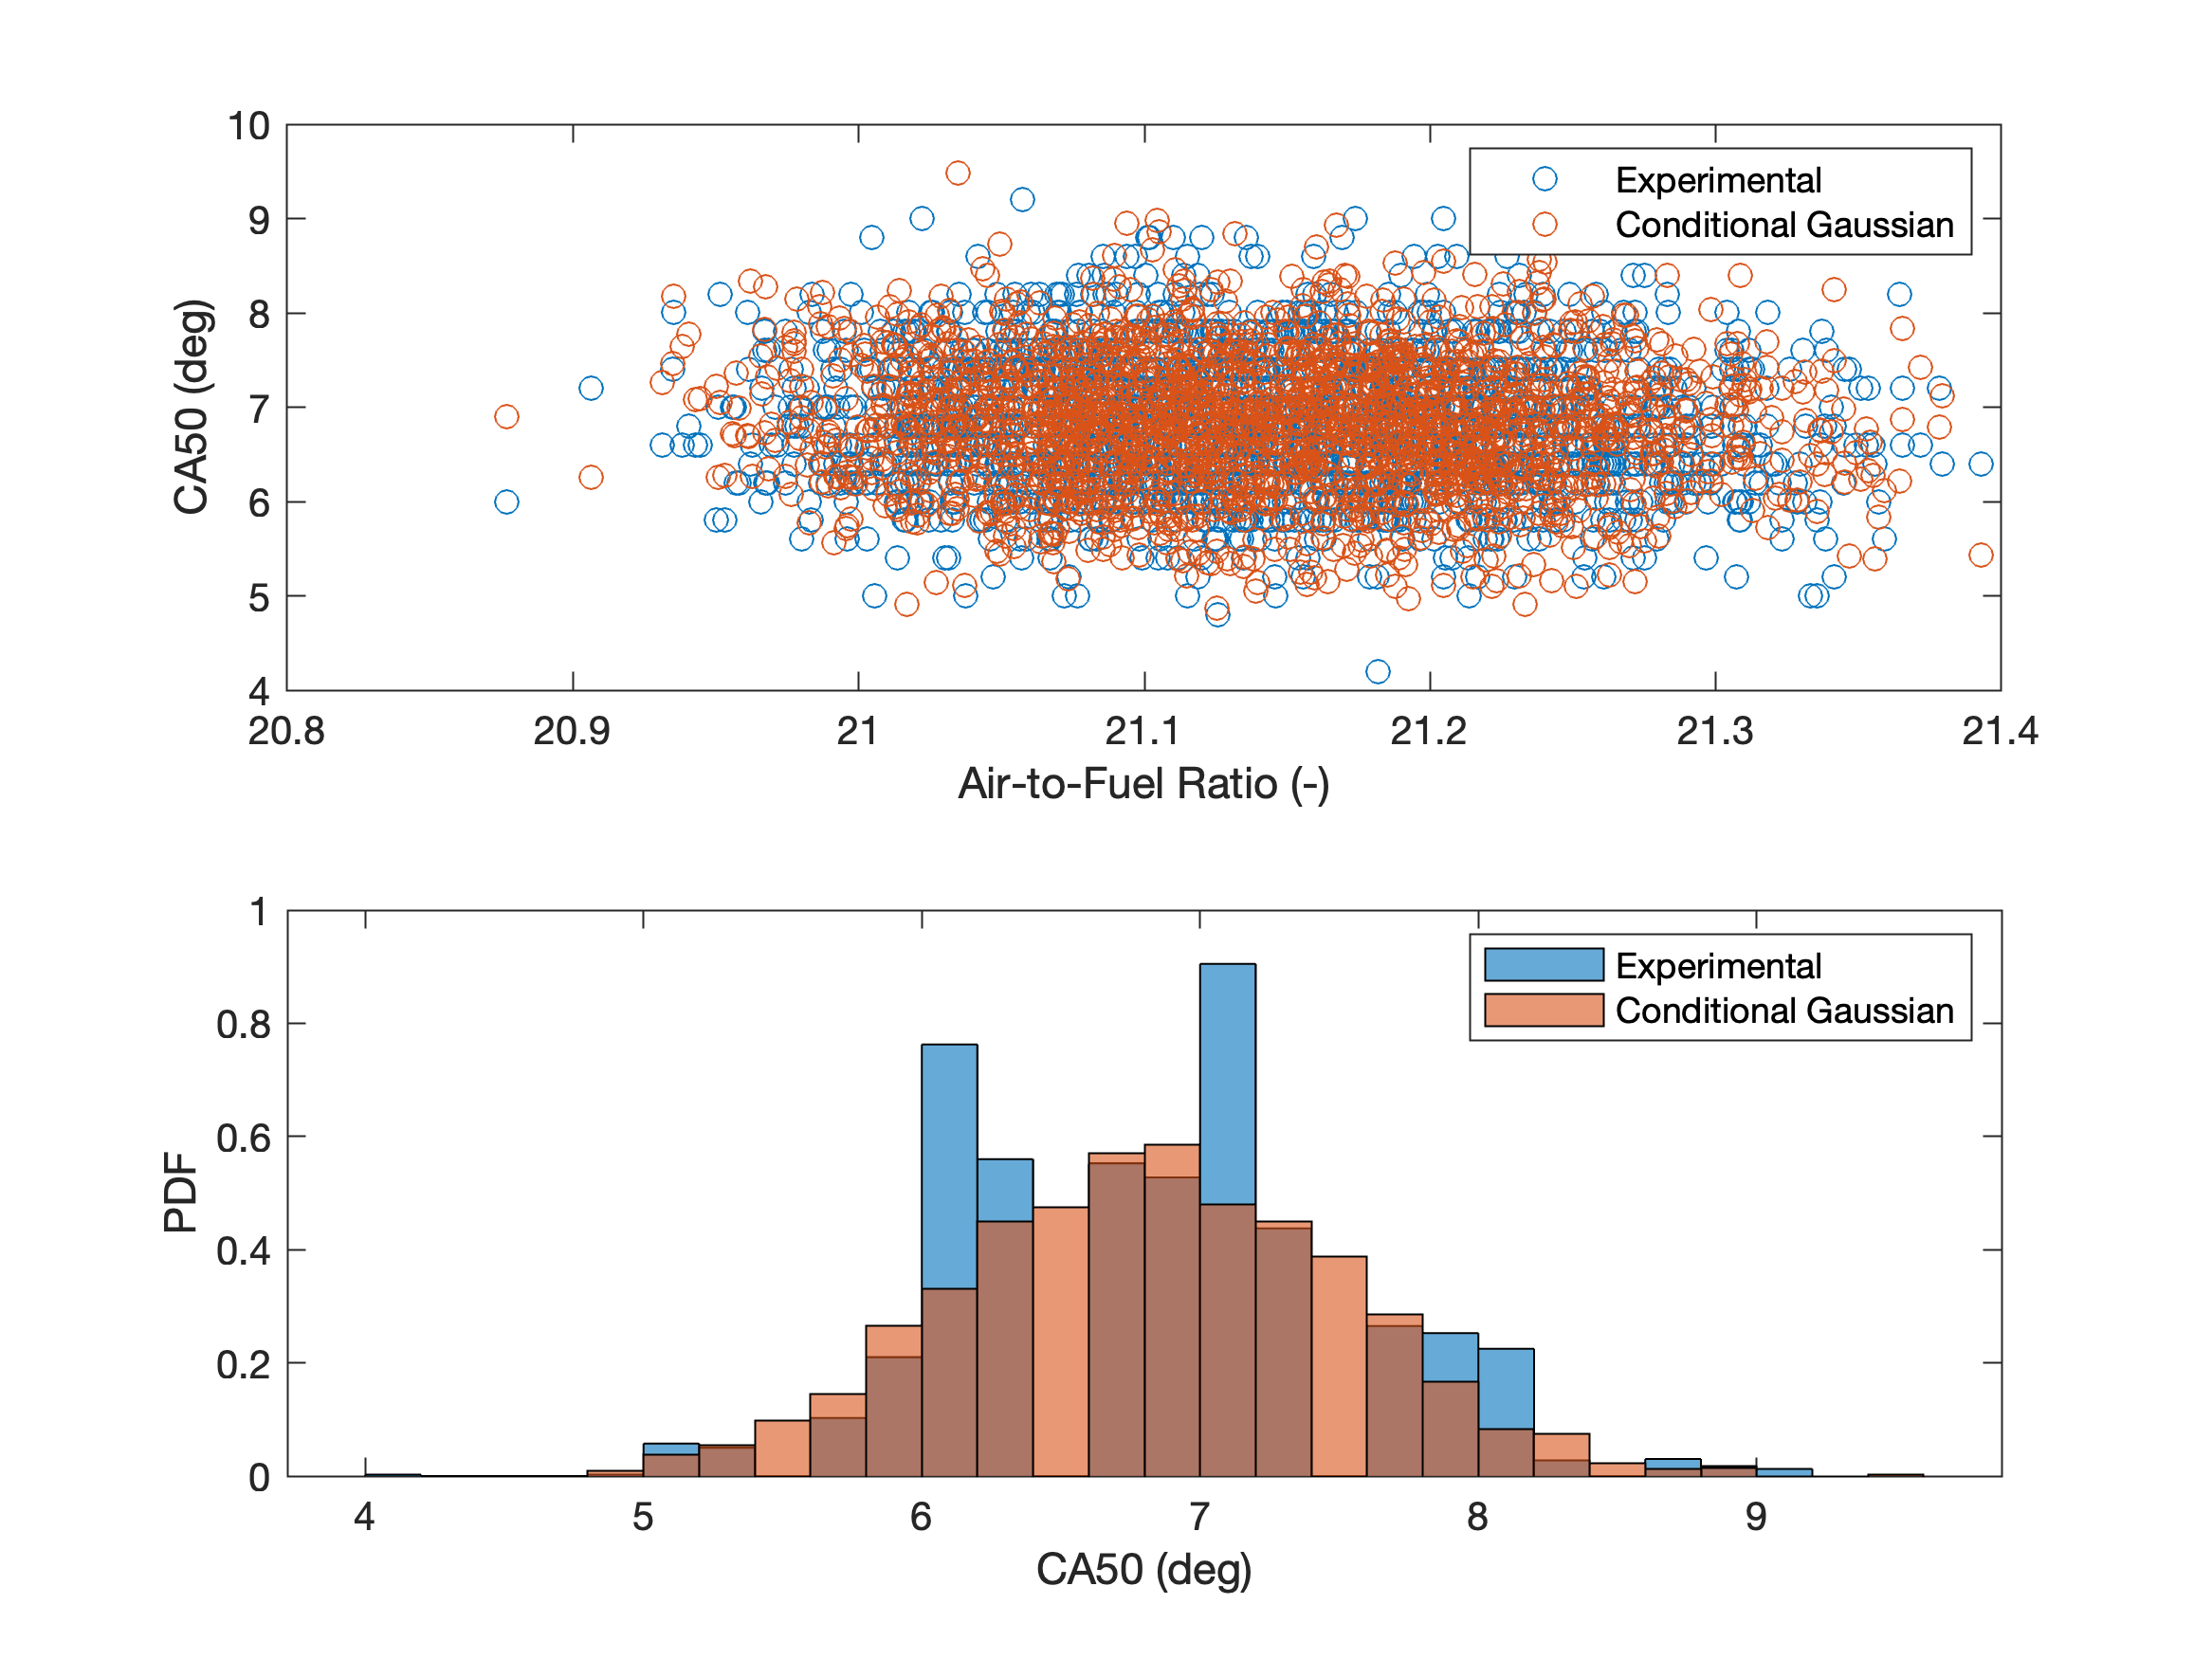 10
9
8
7
6
5
4
CA50 (deg)
Experimental
Conditional Gaussian
20.8 20.9 21 21.1 21.2 21.3 21.4
Air-to-Fuel Ratio (-)
1
0.8
0.6
0.4
0.2
0
PDF
Experimental
Conditional Gaussian
4 5 6 7 8 9
CA50 (deg)